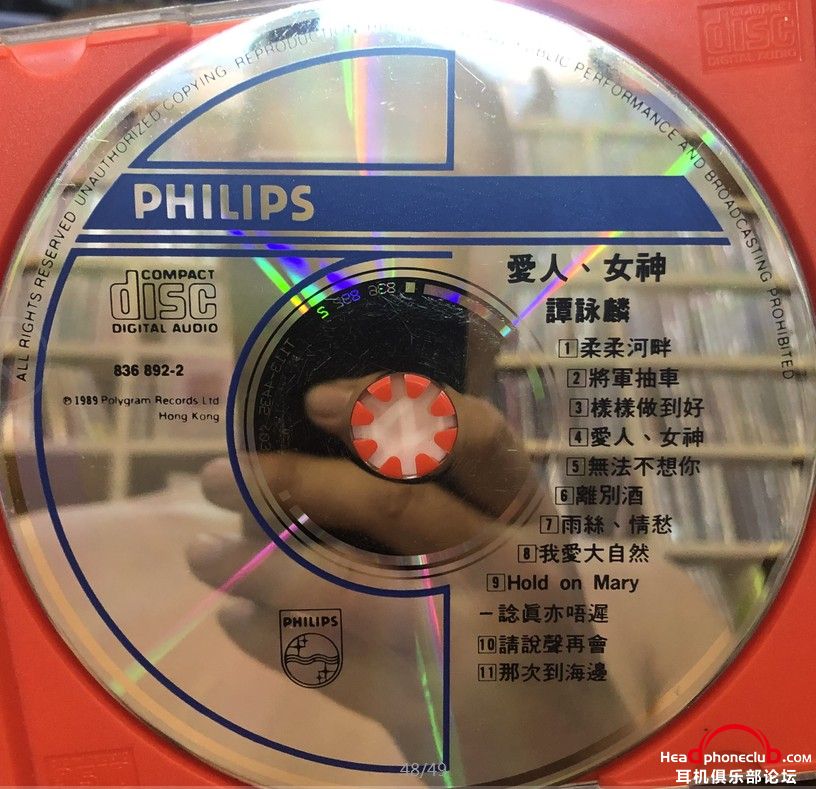 COMPACT
disc
DIGITAL AUDIO
ALL RIGHTS RESERVED UNAUTHORIZED COPYING, REPRODUCTION
PUBLIC PERFORMANCE AND BROADCASTING PROHIBITED
PHILIPS
COMPACT
disc
DIGITAL AUDIO
836 892-2
℗ 1989 Polygram Records Ltd
Hong Kong
愛人、女神
譚詠麟
1 柔柔河畔
2 將軍抽車
3 樣樣做到好
4 愛人、女神
5 無法不想你
6 離別酒
7 雨絲、情愁
8 我愛大自然
9 Hold on Mary
－諗真亦唔遲
10 請說聲再會
11 那次到海邊
PHILIPS
48/49
Headphoneclub.com
耳机俱乐部论坛